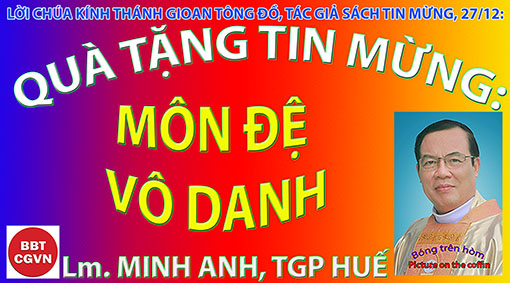 LỜI CHÚA KÍNH THÁNH GIOAN TÔNG ĐỒ, TÁC GIẢ SÁCH TIN MỪNG, 27/12:
QUÀ TẶNG TIN MỪNG:
MÔN ĐỆ
VÔ DANH
Bóng trên hòm
Picture on the coffin
BBT
CGVN
Lm. MINH ANH, TGP HUẾ